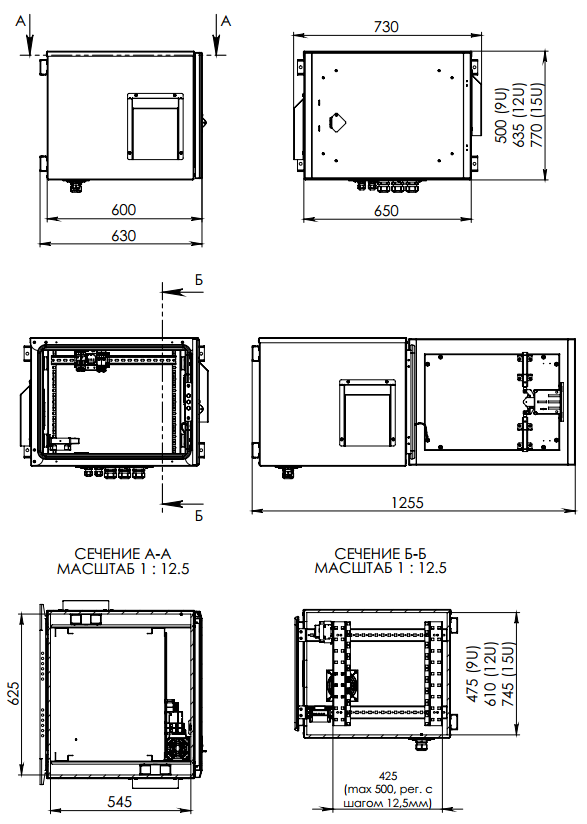 А
А
730
500 (9U)
635 (12U)
770 (15U)
600
630
650
Б
Б
1255
СЕЧЕНИЕ А-А
МАСШТАБ 1 : 12.5
СЕЧЕНИЕ Б-Б
МАСШТАБ 1 : 12.5
625
545
475 (9U)
610 (12U)
745 (15U)
425
(max 500, рег. с
шагом 12,5мм)